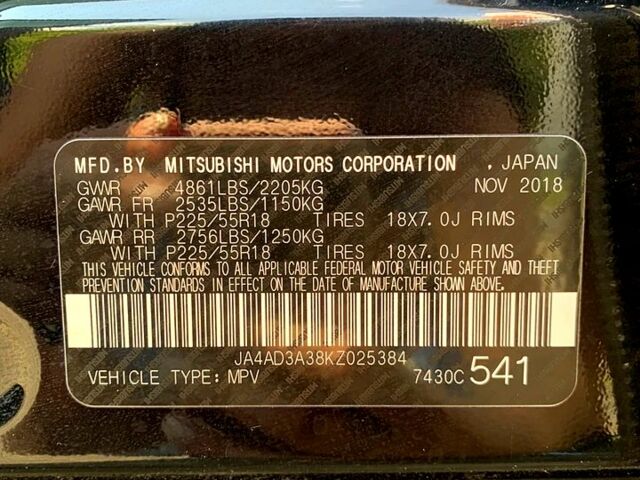 MFD.BY MITSUBISHI MOTORS CORPORATION , JAPAN
GVWR 4861LBS/2205KG NOV 2018
GAWR FR 2535LBS/1150KG
WITH P225/55R18 TIRES 18X7.0J RIMS
GAWR RR 2756LBS/1250KG
WITH P225/55R18 TIRES 18X7.0J RIMS
THIS VEHICLE CONFORMS TO ALL APPLICABLE FEDERAL MOTOR VEHICLE SAFETY AND THEFT
PREVENTION STANDARDS IN EFFECT ON THE DATE OF MANUFACTURE SHOWN ABOVE.
JA4AD3A38KZ025384
VEHICLE TYPE: MPV 7430C 541